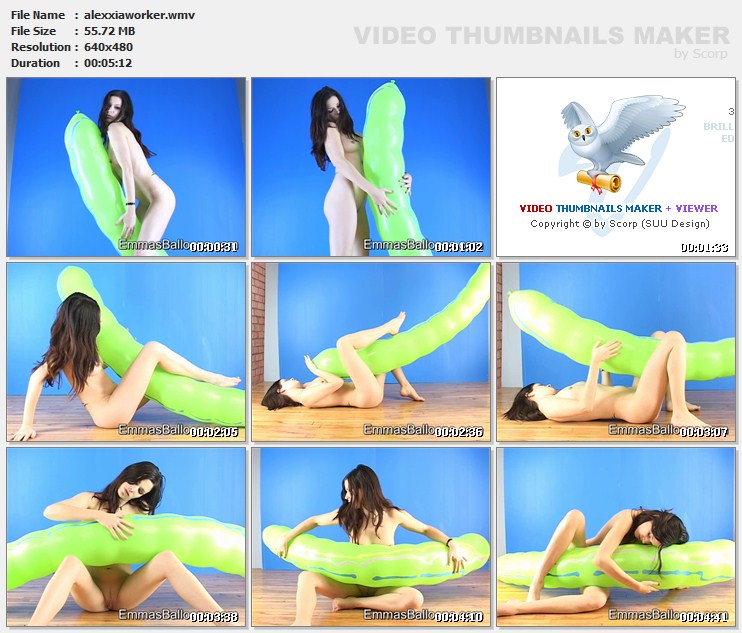 File Name : alexxiaworker.wmv
File Size : 55.72 MB
Resolution : 640x480
Duration : 00:05:12
VIDEO THUMBNAILS MAKER
by Scorp
EmmasBallo
00:00:31
EmmasBallo
00:01:02
3
BRILL
ED
VIDEO THUMBNAILS MAKER + VIEWER
Copyright © by Scorp (SUU Design)
00:01:33
EmmasBallo
00:02:05
EmmasBallo
00:02:36
EmmasBallo
00:03:07
EmmasBallo
00:03:38
EmmasBallo
00:04:10
EmmasBallo
00:04:41